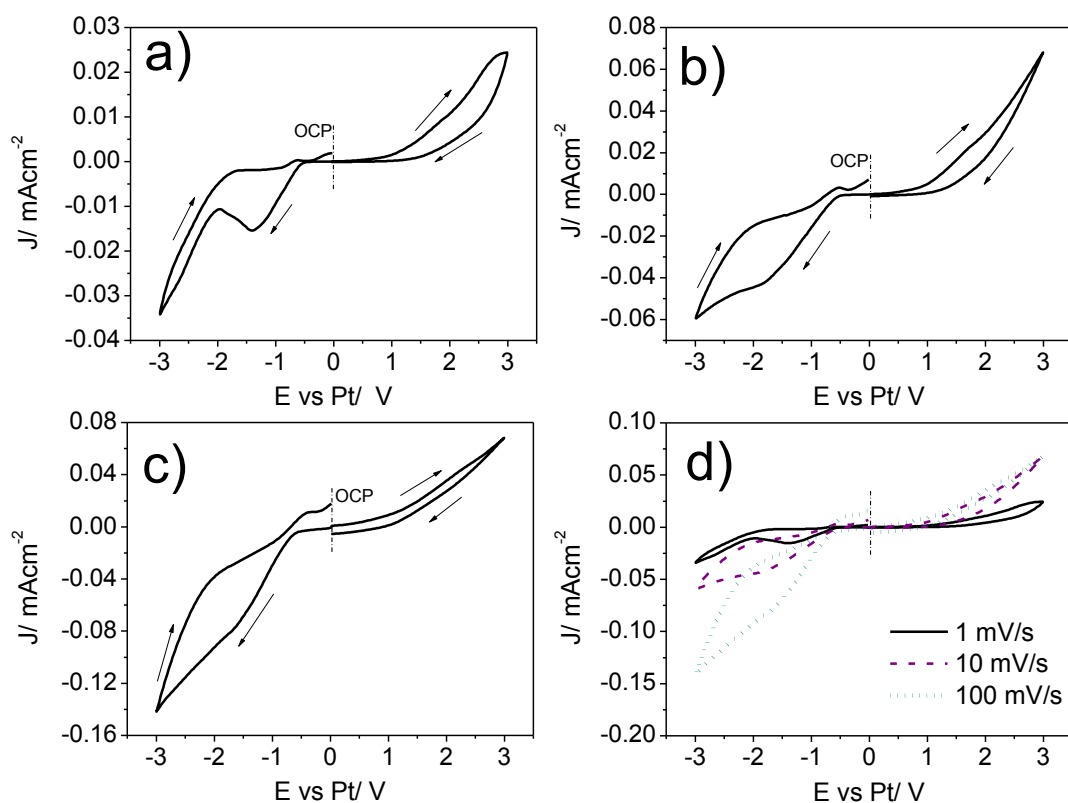 a)
0.03
0.02
0.01
0.00
-0.01
-0.02
-0.03
-0.04
J/ mAcm-2
OCP
-3 -2 -1 0 1 2 3
E vs Pt/ V
b)
0.08
0.06
0.04
0.02
0.00
-0.02
-0.04
-0.06
J/ mAcm-2
OCP
-3 -2 -1 0 1 2 3
E vs Pt/ V
c)
0.08
0.04
0.00
-0.04
-0.08
-0.12
-0.16
J/ mAcm-2
OCP
-3 -2 -1 0 1 2 3
E vs Pt/ V
d)
0.10
0.05
0.00
-0.05
-0.10
-0.15
-0.20
J/ mAcm-2
1 mV/s
10 mV/s
100 mV/s
-3 -2 -1 0 1 2 3
E vs Pt/ V